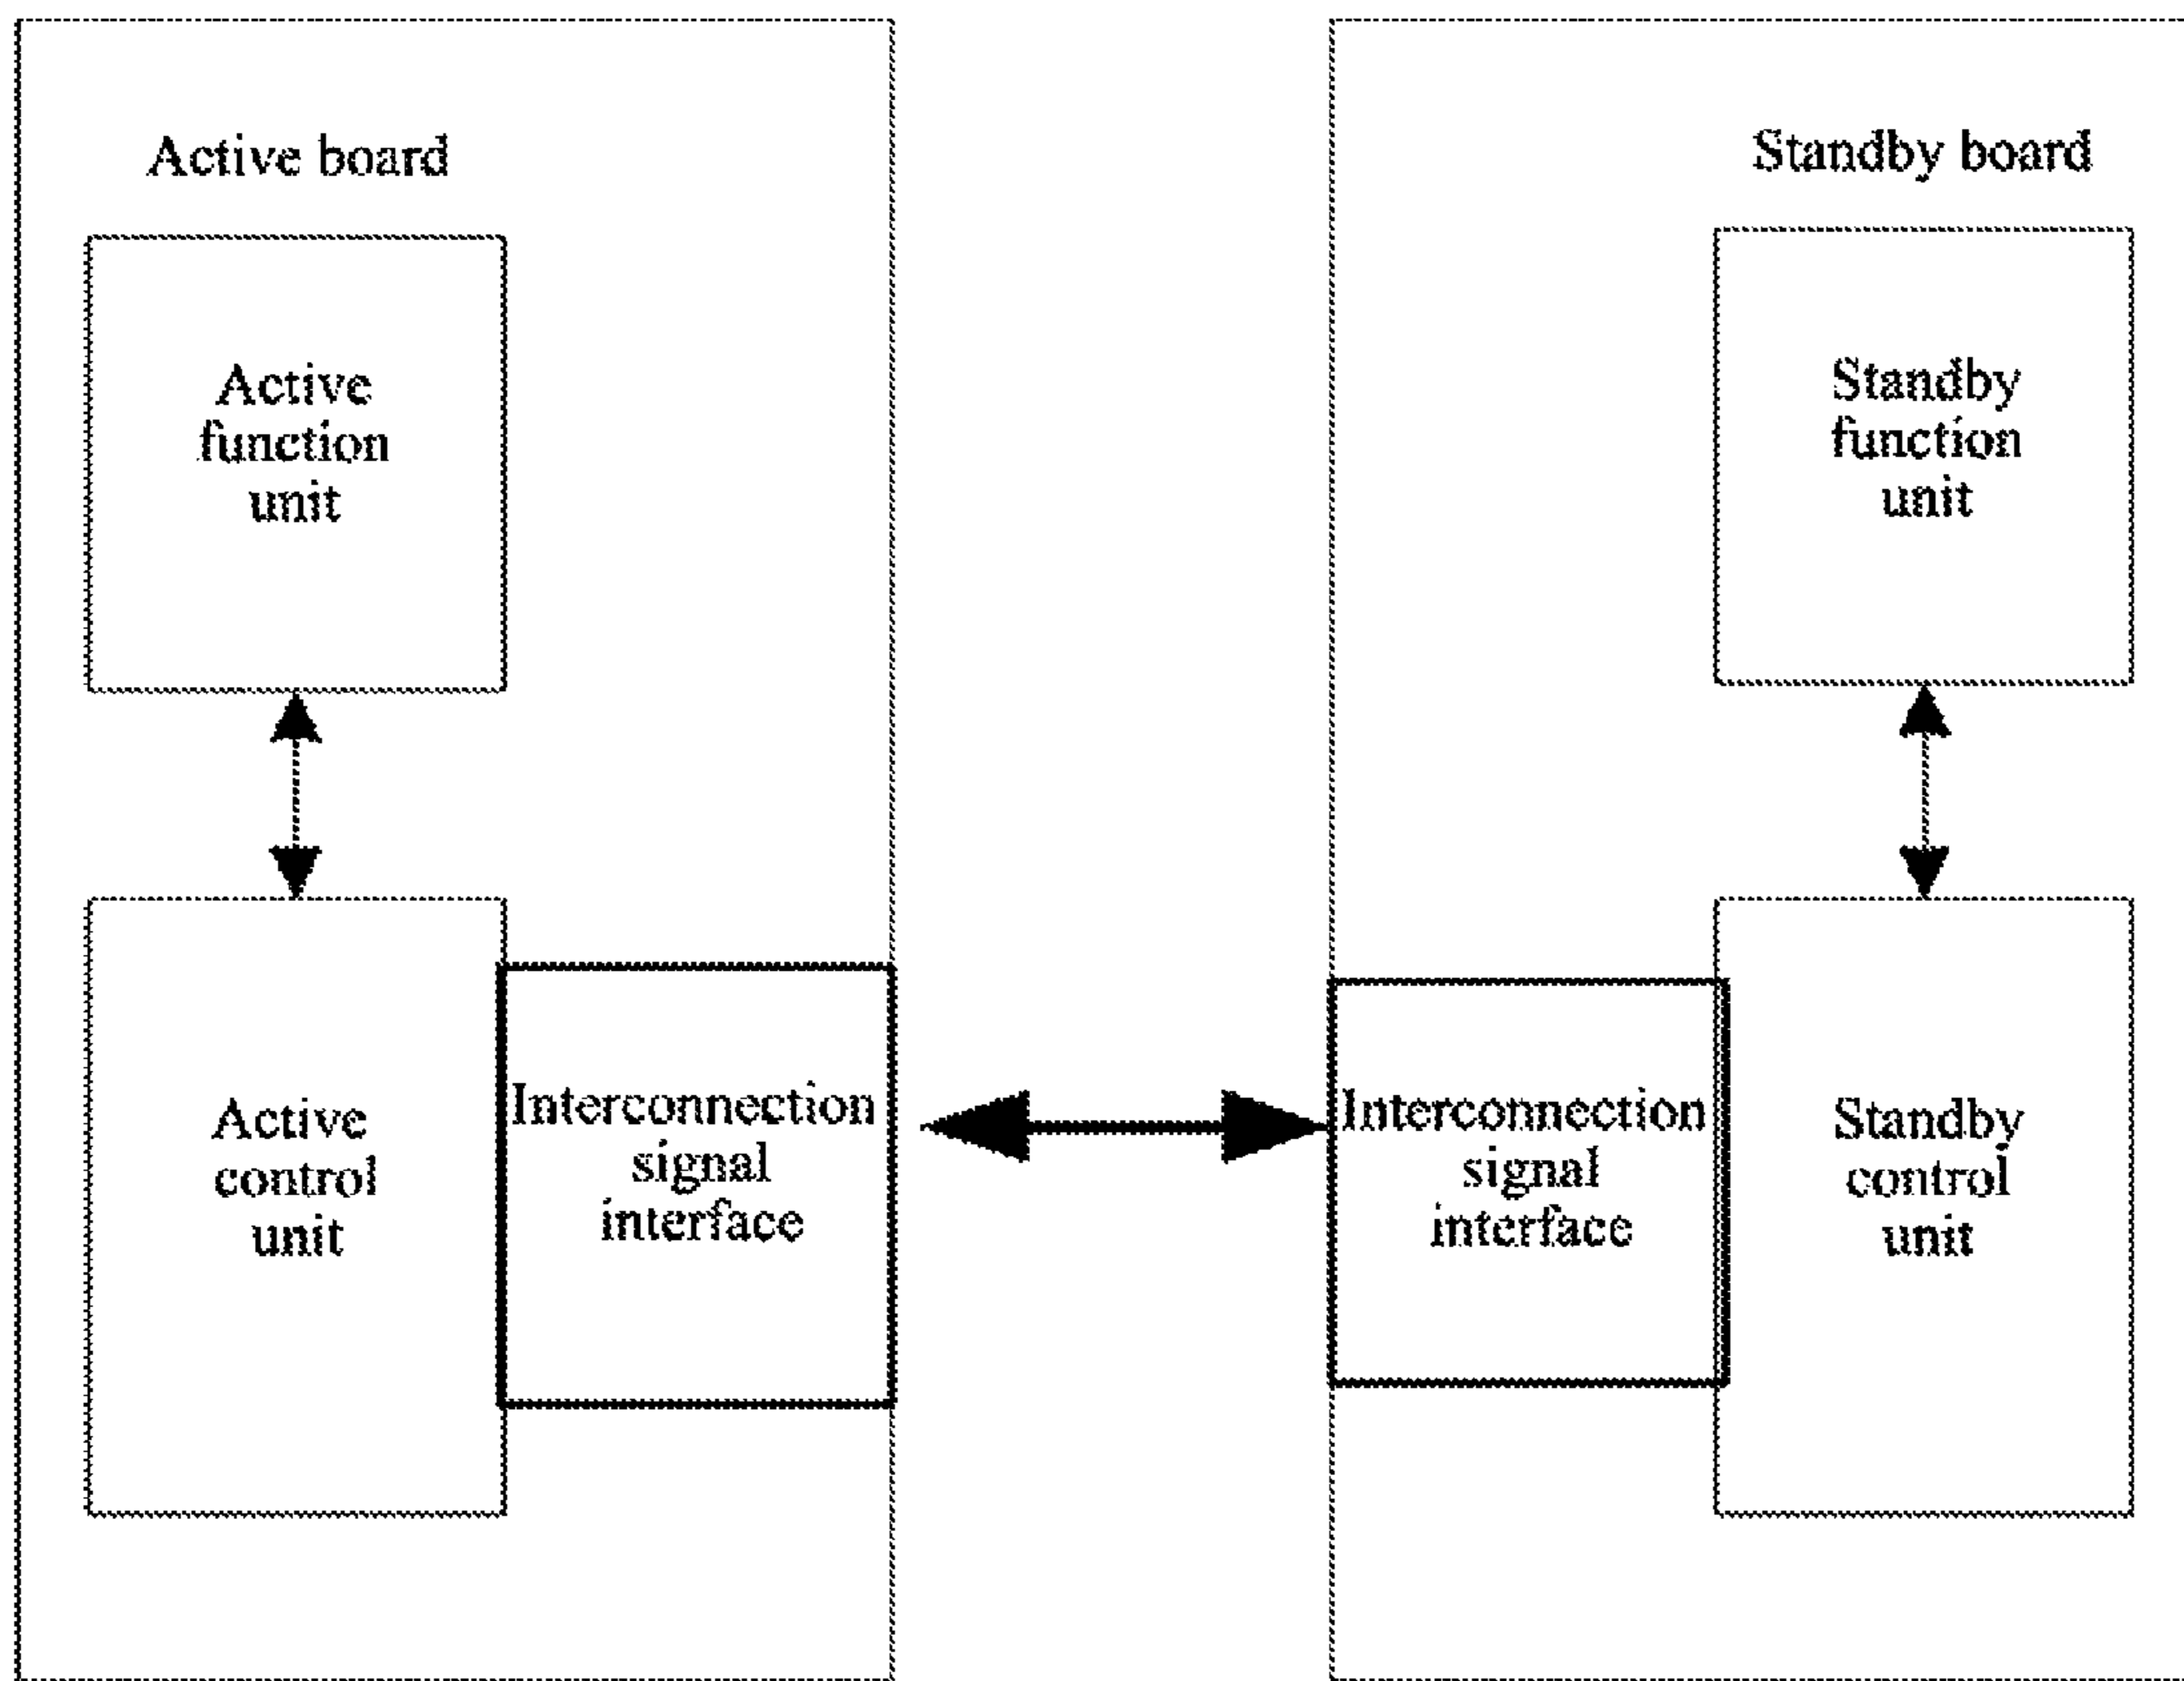 Active board
Active
function
unit
Active
control
unit
Interconnection
signal
interface
Standby board
Standby
function
unit
Interconnection
signal
interface
Standby
control
unit